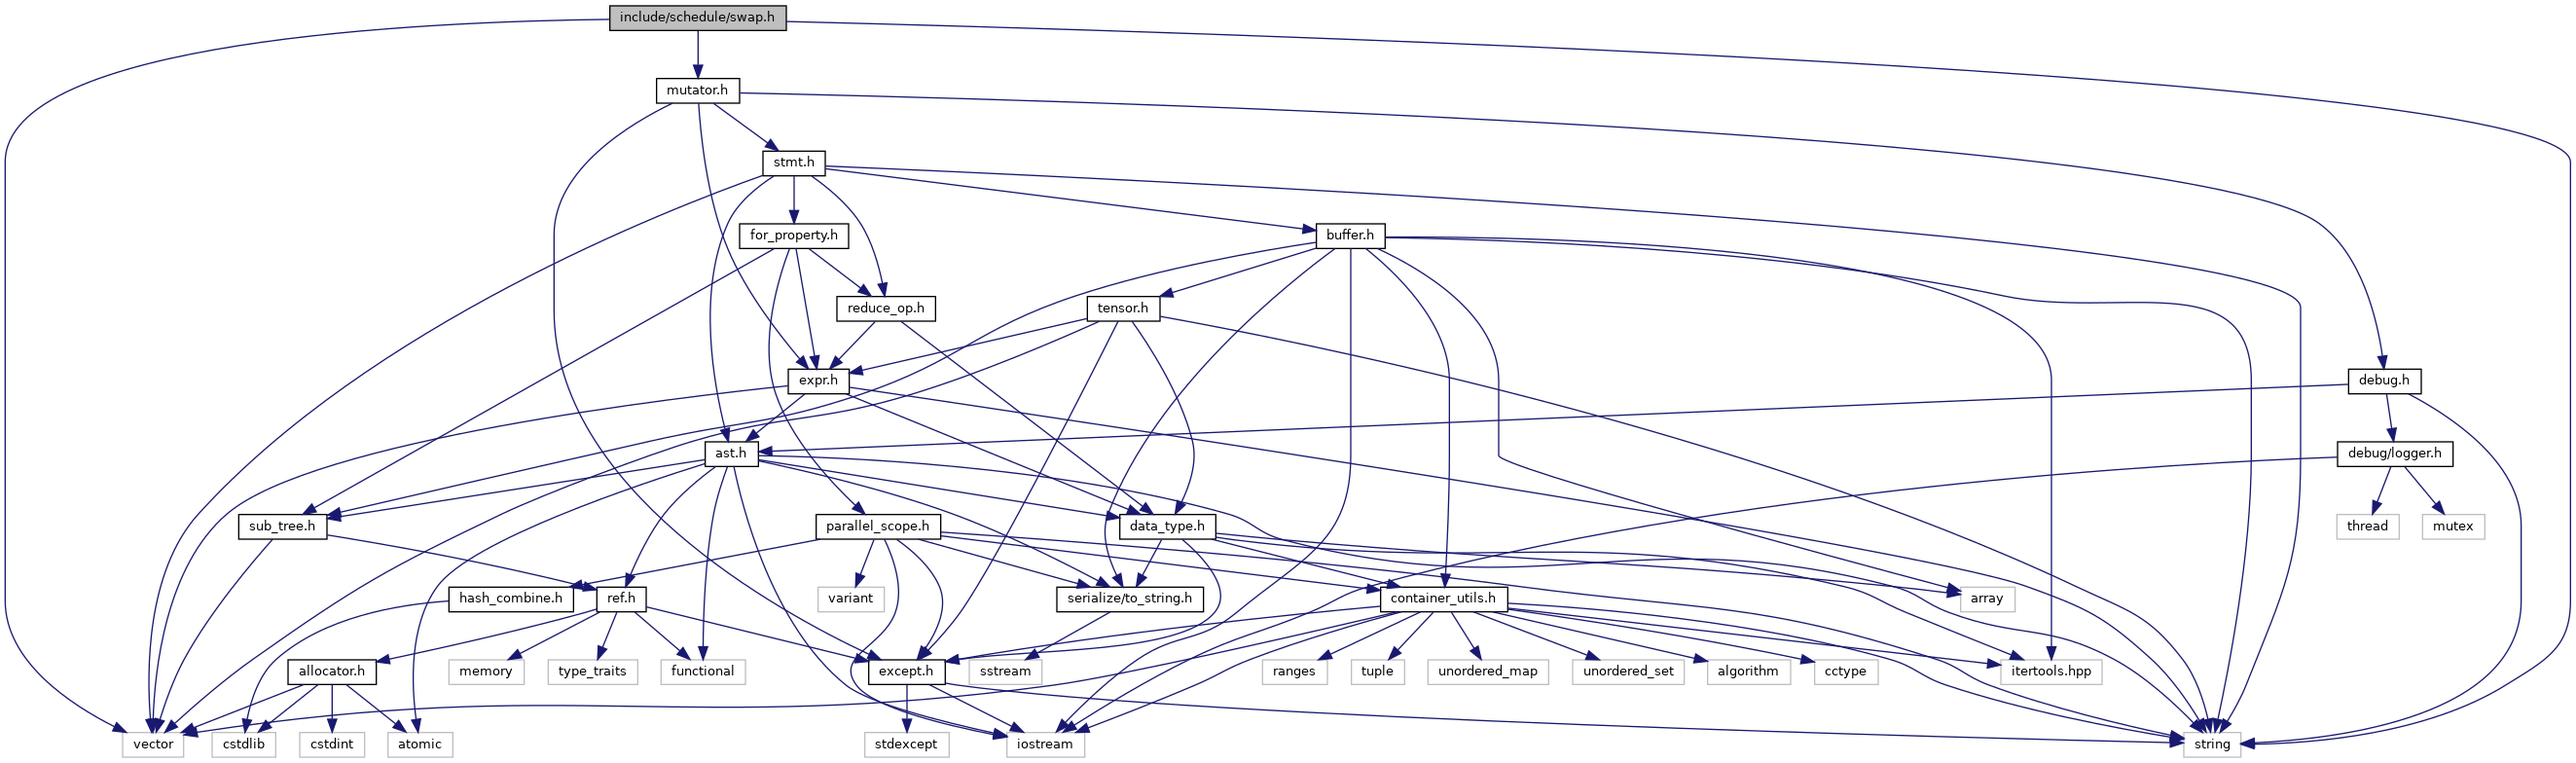 include/schedule/swap.h
mutator.h
stmt.h
for_property.h
buffer.h
reduce_op.h
tensor.h
expr.h
debug.h
ast.h
debug/logger.h
sub_tree.h
parallel_scope.h
data_type.h
thread
mutex
hash_combine.h
ref.h
variant
serialize/to_string.h
container_utils.h
array
allocator.h
memory
type_traits
functional
except.h
sstream
ranges
tuple
unordered_map
unordered_set
algorithm
cctype
itertools.hpp
vector
cstdlib
cstdint
atomic
stdexcept
iostream
string